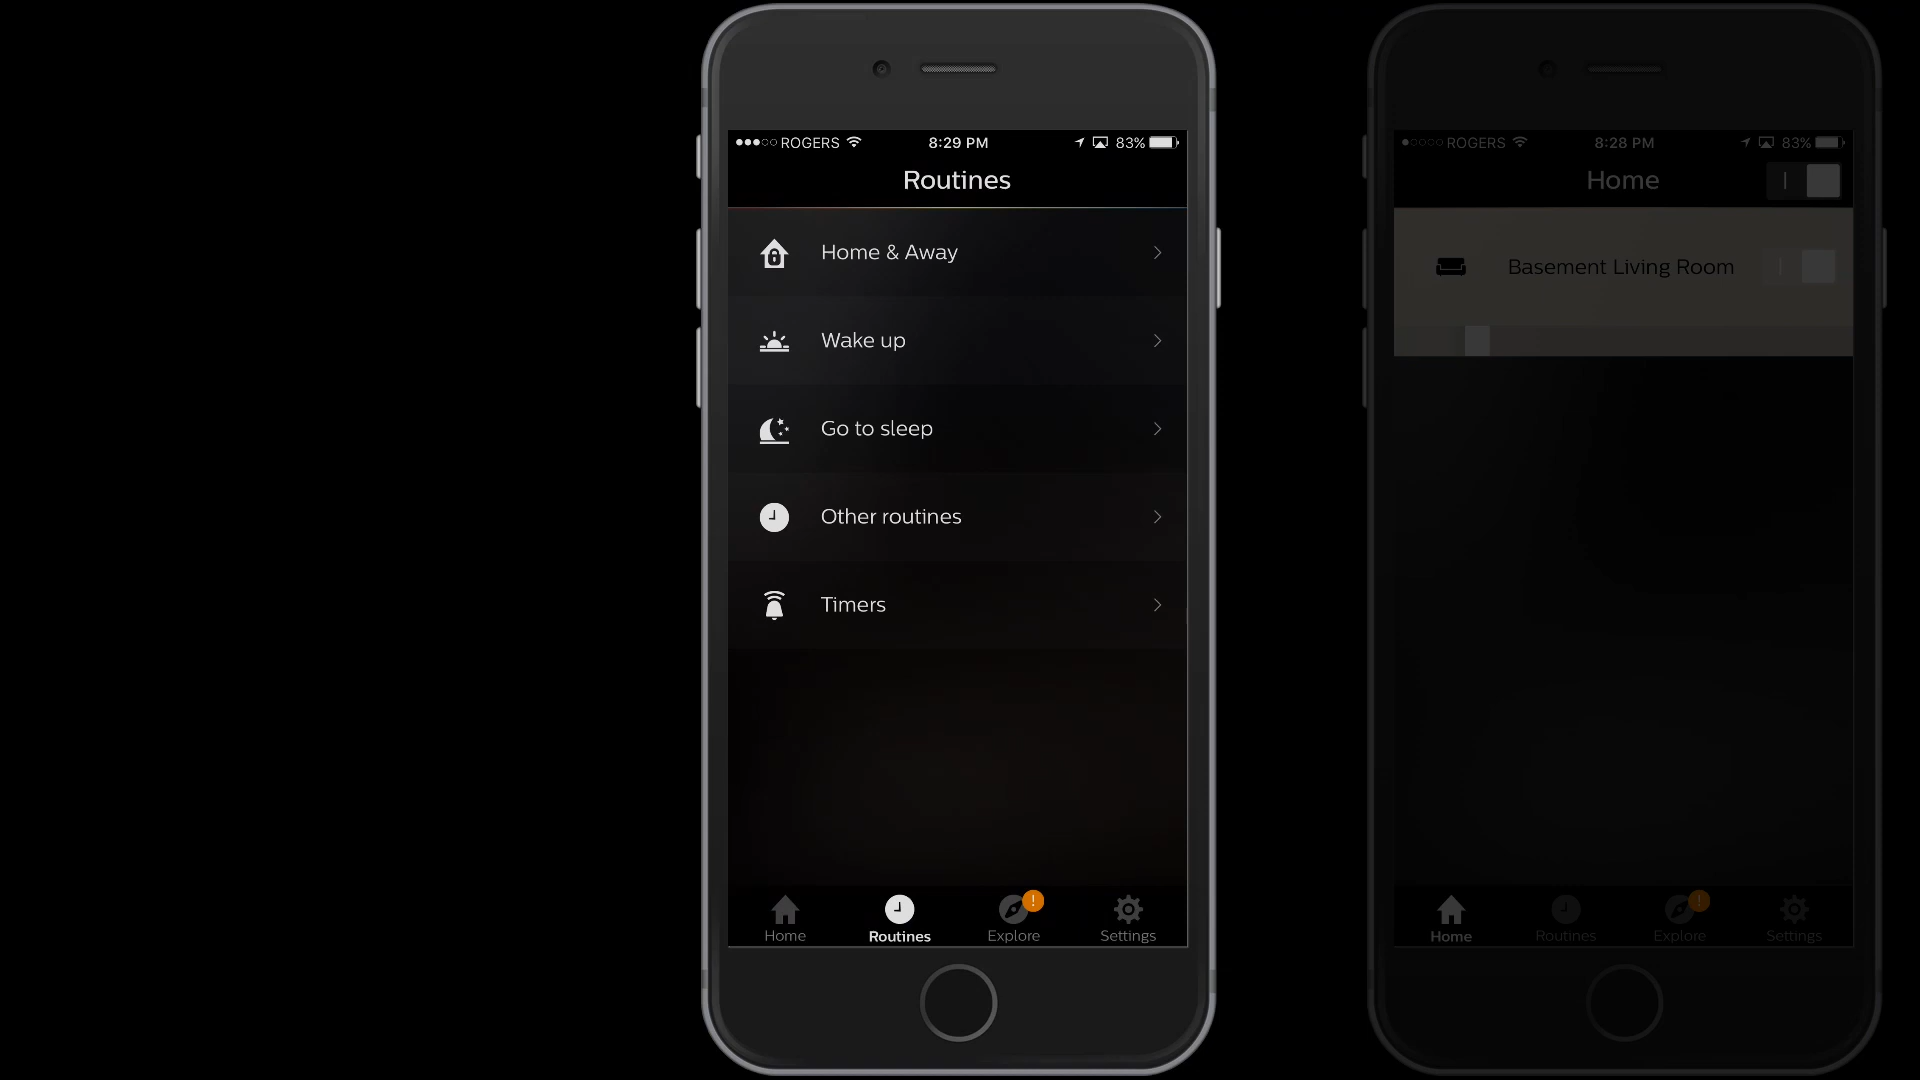 ROGERS 8:29 PM 83%
Routines
Home & Away
Wake up
Go to sleep
Other routines
Timers
!
Home Routines Explore Settings
ROGERS 8:28 PM 83%
Home
Basement Living Room
!
Home Routines Explore Settings